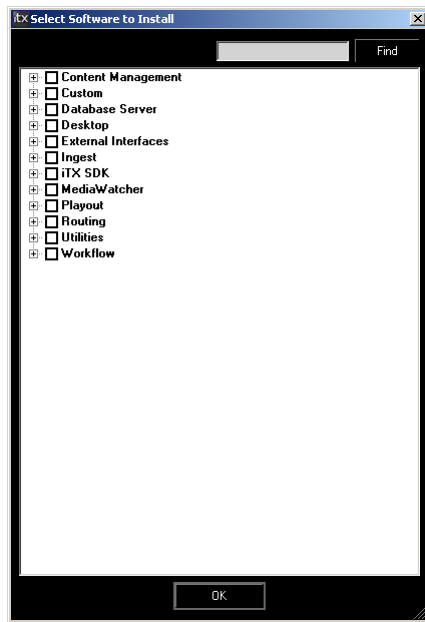 itx Select Software to Install
Find
Content Management
Custom
Database Server
Desktop
External Interfaces
Ingest
iTX SDK
MediaWatcher
Playout
Routing
Utilities
Workflow
OK